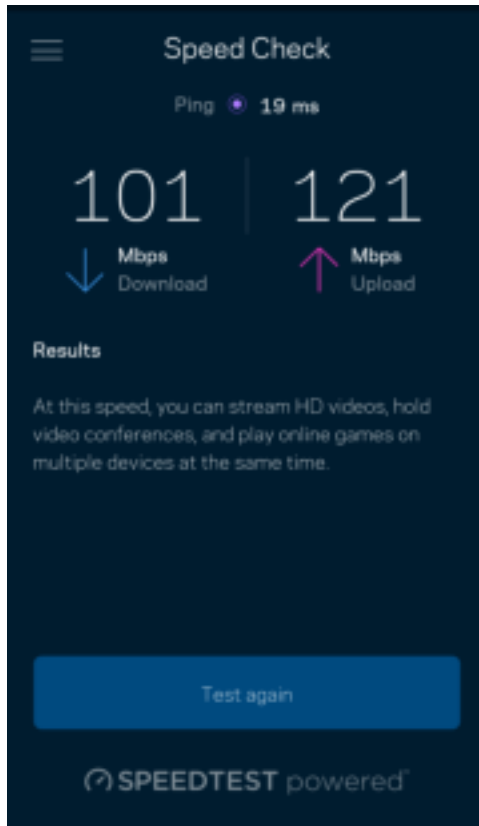 Speed Check
Ping 19 ms
101 121
Mbps Mbps
Download Upload
Results
At this speed, you can stream HD videos, hold
video conferences, and play online games on
multiple devices at the same time.
Test again
SPEEDTEST powered™